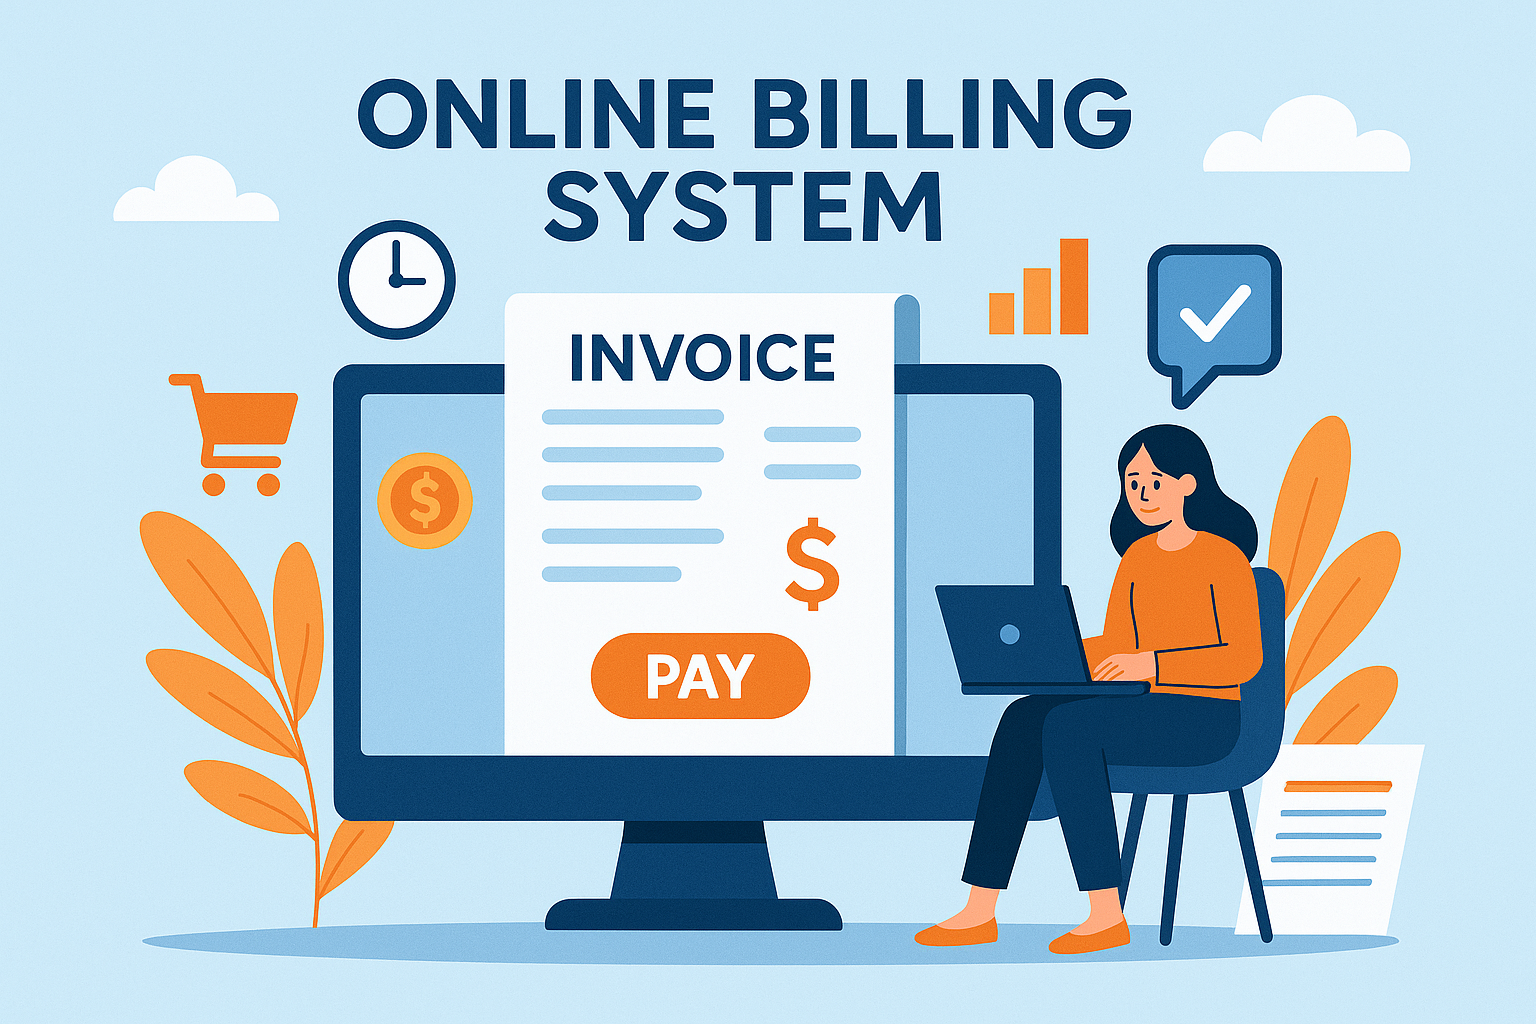 ONLINE BILLING
SYSTEM
INVOICE
$
$
PAY